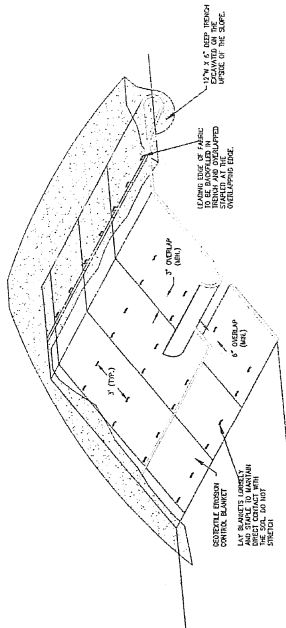 12"W X 6" DEEP TRENCH
EXCAVATED ON THE
UPSIDE OF THE SLOPE.
LEADING EDGE OF FABRIC
TO BE BACKFILLED IN
TRENCH AND OVERLAPPED
STAPLED AT THE
OVERLAPPING EDGE.
3" OVERLAP
(MIN.)
3' (TYP.)
6" OVERLAP
(MIN.)
GEOTEXTILE EROSION
CONTROL BLANKET
LAY BLANKETS LOOSELY
AND STAPLE TO MAINTAIN
DIRECT CONTACT WITH
THE SOIL. DO NOT
STRETCH